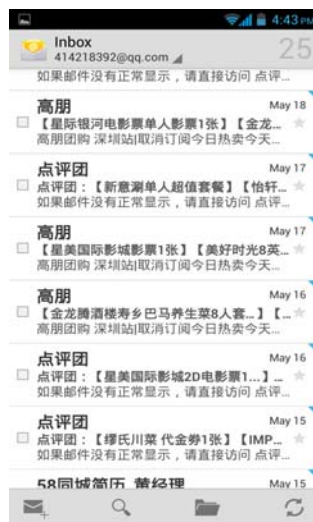 4:43 PM
Inbox
25
414218392@qq.com
如果邮件没有正常显示，请直接访问 点评...
高朋
May 18
【星际银河电影票单人影票1张】【金龙...
高朋团购 深圳站|取消订阅今日热卖今天...
点评团
May 17
点评团：【新意涮单人超值套餐】【怡轩...
如果邮件没有正常显示，请直接访问 点评...
高朋
May 17
【星美国际影城影票1张】【美好时光8英...
高朋团购 深圳站|取消订阅今日热卖今天...
高朋
May 16
【金龙腾酒楼寿乡巴马养生菜8人套...】【...
高朋团购 深圳站|取消订阅今日热卖今天...
点评团
May 16
点评团：【星美国际影城2D电影票1...】...
如果邮件没有正常显示，请直接访问 点评...
点评团
May 15
点评团：【缪氏川菜 代金券1张】【IMP...
如果邮件没有正常显示，请直接访问 点评...
58同城简历_黄经理
May 15